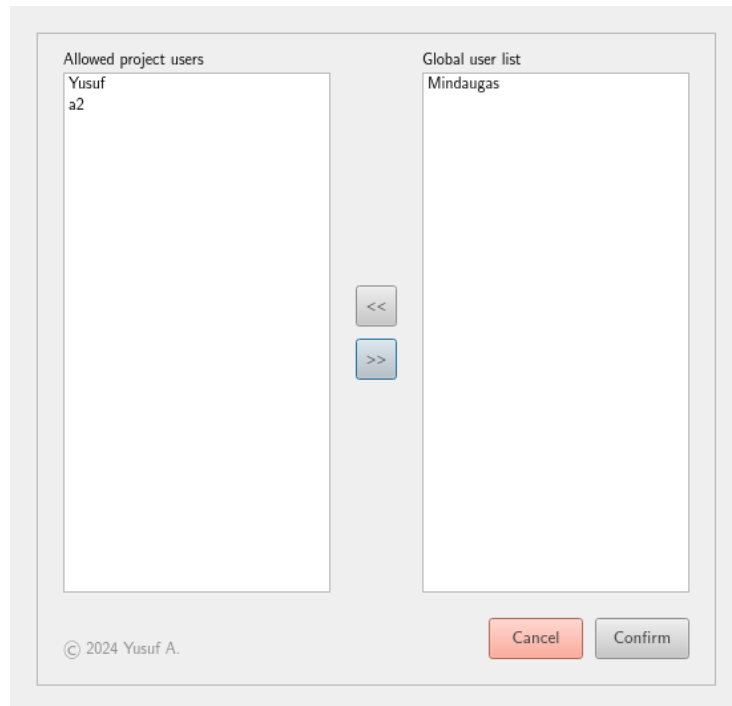 Allowed project users
Yusuf
a2
Global user list
Mindaugas
<<
>>
© 2024 Yusuf A.
Cancel
Confirm